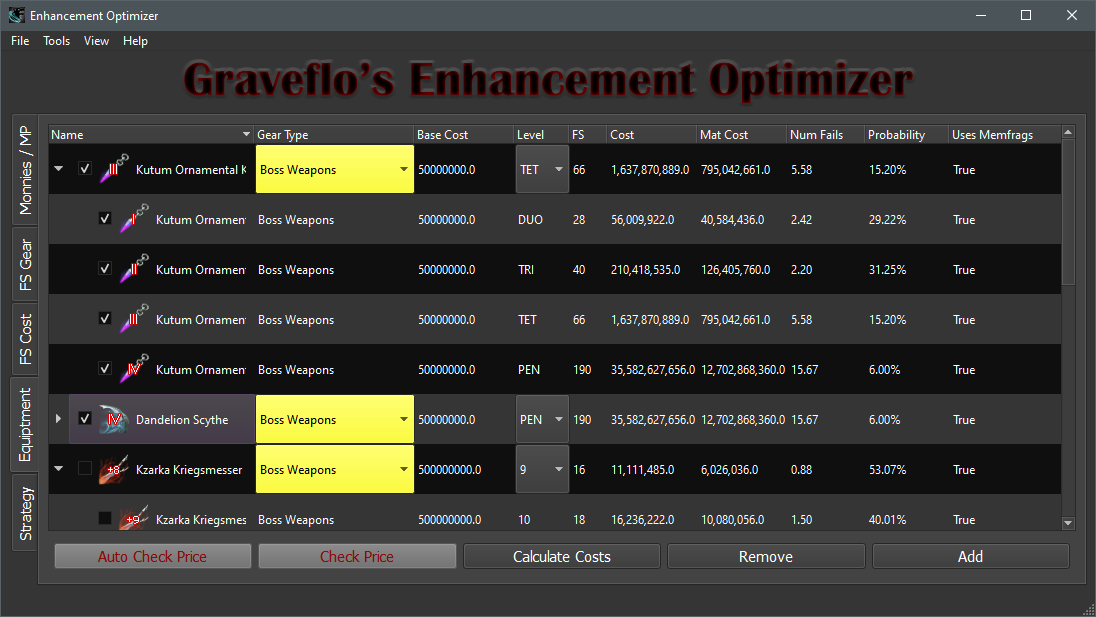 Enhancement Optimizer
File Tools View Help
Graveflo's Enhancement Optimizer
Monnies / MP
FS Gear
FS Cost
Equiptment
Strategy
Name Gear Type Base Cost Level FS Cost Mat Cost Num Fails Probability Uses Memfrags
III Kutum Ornamental K Boss Weapons 50000000.0 TET 66 1,637,870,889.0 795,042,661.0 5.58 15.20% True
I Kutum Ornament Boss Weapons 50000000.0 DUO 28 56,009,922.0 40,584,436.0 2.42 29.22% True
II Kutum Ornament Boss Weapons 50000000.0 TRI 40 210,418,535.0 126,405,760.0 2.20 31.25% True
III Kutum Ornament Boss Weapons 50000000.0 TET 66 1,637,870,889.0 795,042,661.0 5.58 15.20% True
IV Kutum Ornament Boss Weapons 50000000.0 PEN 190 35,582,627,656.0 12,702,868,360.0 15.67 6.00% True
IV Dandelion Scythe Boss Weapons 50000000.0 PEN 190 35,582,627,656.0 12,702,868,360.0 15.67 6.00% True
+8 Kzarka Kriegsmesser Boss Weapons 500000000.0 9 16 11,111,485.0 6,026,036.0 0.88 53.07% True
+9 Kzarka Kriegsmes Boss Weapons 500000000.0 10 18 16,236,222.0 10,080,056.0 1.50 40.01% True
Auto Check Price Check Price Calculate Costs Remove Add